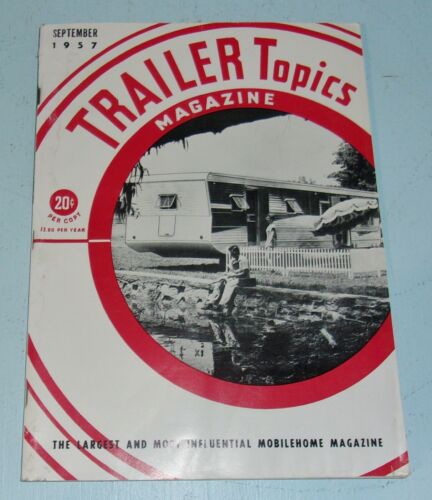 SEPTEMBER
1957
TRAILER Topics
MAGAZINE
20¢
PER COPY
$2.00 PER YEAR
THE LARGEST AND MOST INFLUENTIAL MOBILEHOME MAGAZINE